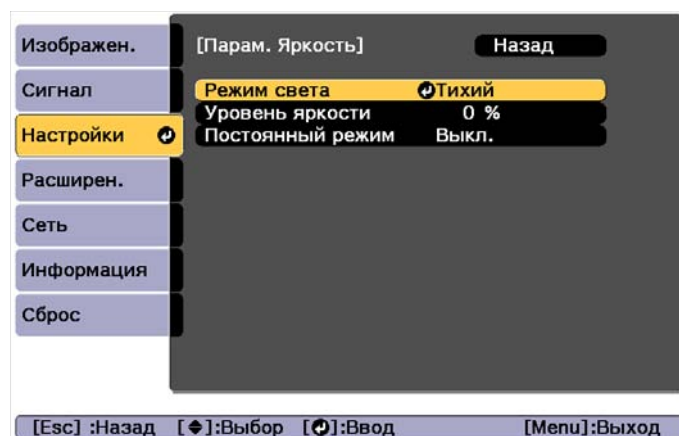 Изображен.
Сигнал
Настройки
Расширен.
Сеть
Информация
Сброс
[Парам. Яркость] Назад
Режим света Тихий
Уровень яркости 0 %
Постоянный режим Выкл.
[Esc] :Назад [ ]:Выбор [ ]:Ввод [Menu]:Выход